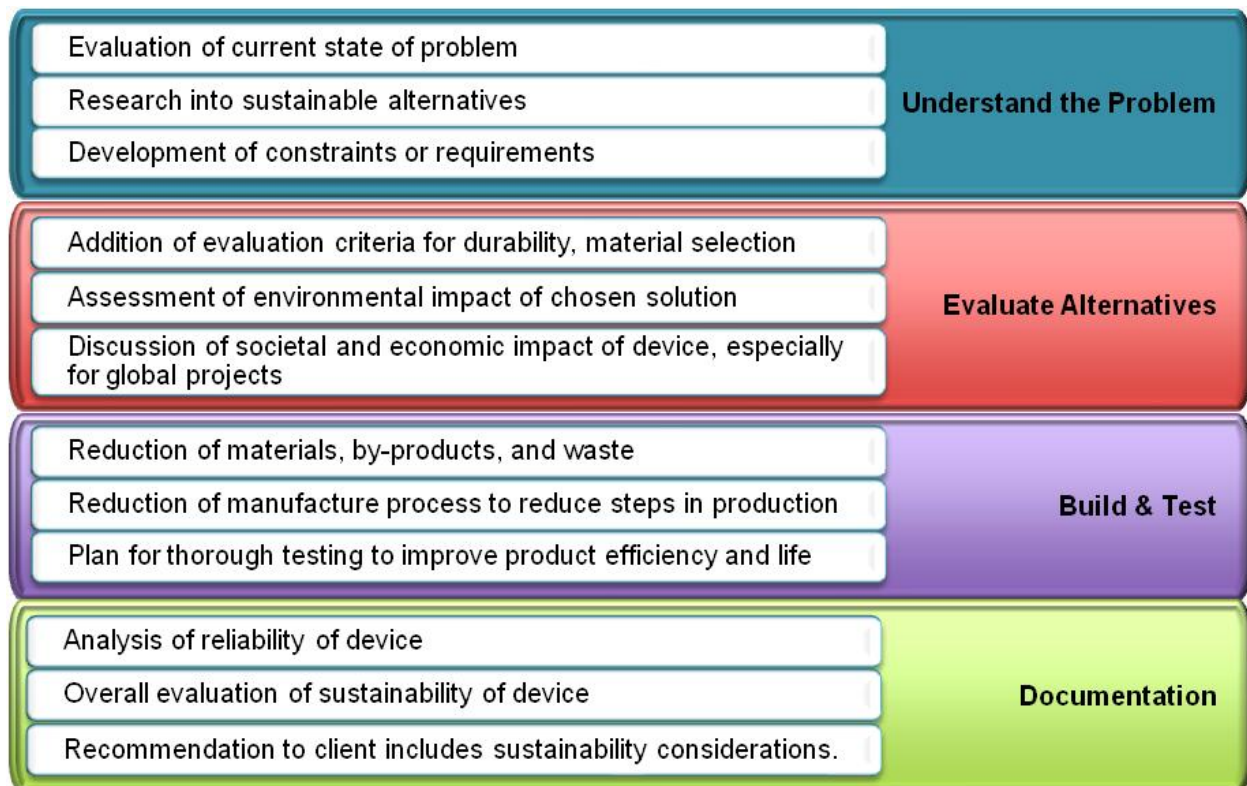 Evaluation of current state of problem
Research into sustainable alternatives
Development of constraints or requirements
Understand the Problem
Addition of evaluation criteria for durability, material selection
Assessment of environmental impact of chosen solution
Discussion of societal and economic impact of device, especially
for global projects
Evaluate Alternatives
Reduction of materials, by-products, and waste
Reduction of manufacture process to reduce steps in production
Plan for thorough testing to improve product efficiency and life
Build & Test
Analysis of reliability of device
Overall evaluation of sustainability of device
Recommendation to client includes sustainability considerations.
Documentation